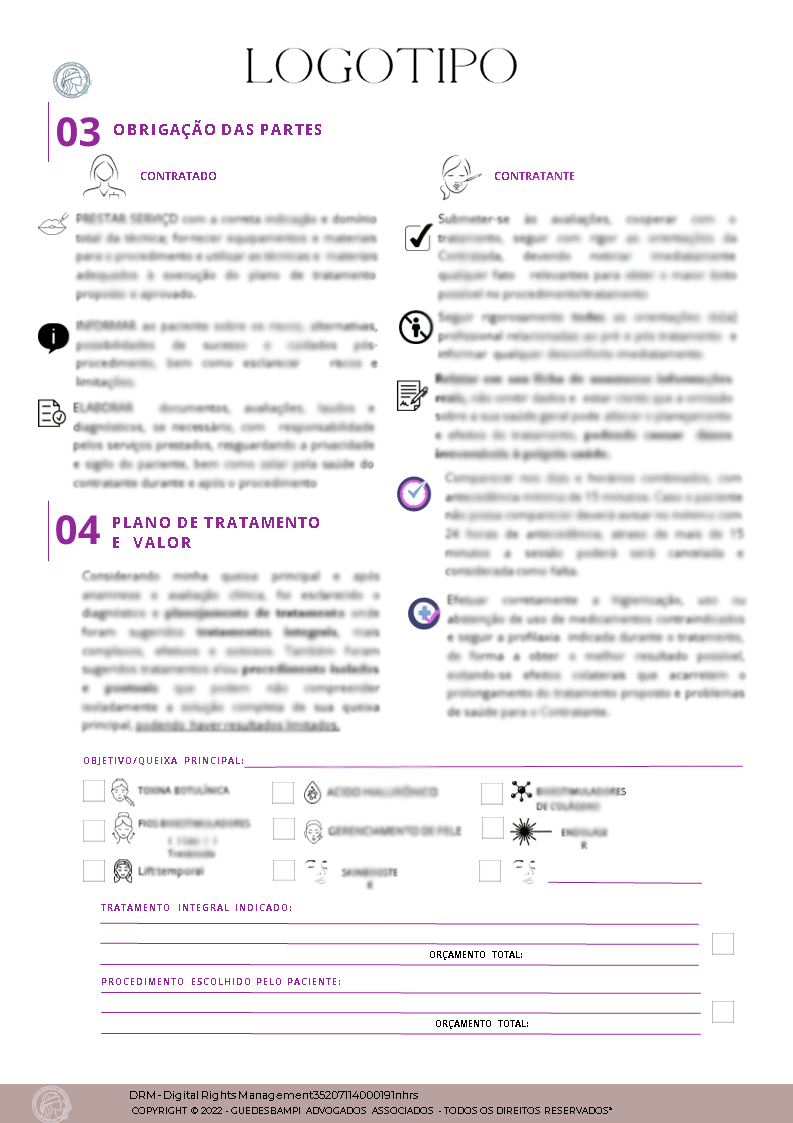 LOGOTIPO
03 OBRIGAÇÃO DAS PARTES
CONTRATADO
PRESTAR SERVIÇO com a correta indicação e domínio
total da técnica; fornecer equipamentos e materiais
para o procedimento e utilizar as técnicas e materiais
adequados à execução do plano de tratamento
proposto e aprovado.
INFORMAR ao paciente sobre os riscos, alternativas,
possibilidades de sucesso e cuidados pós-
procedimento, bem como esclarecer riscos e
limitações.
ELABORAR documentos, avaliações, laudos e
diagnósticos, se necessário, com responsabilidade
pelos serviços prestados, resguardando a privacidade
e sigilo do paciente, bem como zelar pela saúde do
contratante durante e após o procedimento
CONTRATANTE
Submeter-se às avaliações, cooperar com o
tratamento, seguir com rigor as orientações da
Contratada, devendo noticiar imediatamente
qualquer fato relevantes para obter o maior êxito
possível no procedimento/tratamento
Seguir rigorosamente todas as orientações do(a)
profissional relacionadas ao pré e pós tratamento e
informar qualquer desconforto imediatamente.
Relatar em sua ficha de anamnese informações
reais, não omitir dados e estar ciente que a omissão
sobre a sua saúde geral pode alterar o planejamento
e efeitos do tratamento, podendo causar danos
irreversíveis à própria saúde.
Comparecer nos dias e horários combinados, com
antecedência mínima de 15 minutos. Caso o paciente
não possa comparecer deverá avisar no mínimo com
24 horas de antecedência, atraso de mais de 15
minutos a sessão poderá será cancelada e
considerada como falta.
Efetuar corretamente a higienização, uso ou
abstenção de uso de medicamentos contraindicados
e seguir a profilaxia indicada durante o tratamento,
de forma a obter o melhor resultado possível,
evitando-se efeitos colaterais que acarretem o
prolongamento do tratamento proposto e problemas
de saúde para o Contratante.
04 PLANO DE TRATAMENTO
E VALOR
Considerando minha queixa principal e após
anamnese e avaliação clínica, foi esclarecido o
diagnóstico e planejamento de tratamento onde
foram sugeridos tratamentos integrais, mais
complexos, efetivos e custosos. Também foram
sugeridos tratamentos e/ou procedimento isolados
e pontuais que podem não compreender
isoladamente a solução completa de sua queixa
principal, podendo haver resultados limitados.
OBJETIVO/QUEIXA PRINCIPAL:
TOXINA BOTULÍNICA
ACIDO HIALURÔNICO
BIOESTIMULADORES
DE COLÁGENO
FIOS BIOESTIMULADORES
GERENCIAMENTO DE PELE
ENDOLASE
R
Lift temporal
SKINBOOSTE
R
TRATAMENTO INTEGRAL INDICADO:
ORÇAMENTO TOTAL:
PROCEDIMENTO ESCOLHIDO PELO PACIENTE:
ORÇAMENTO TOTAL:
DRM - Digital Rights Management35207114000191nhrs
COPYRIGHT © 2022 - GUEDESBAMPI ADVOGADOS ASSOCIADOS - TODOS OS DIREITOS RESERVADOS*